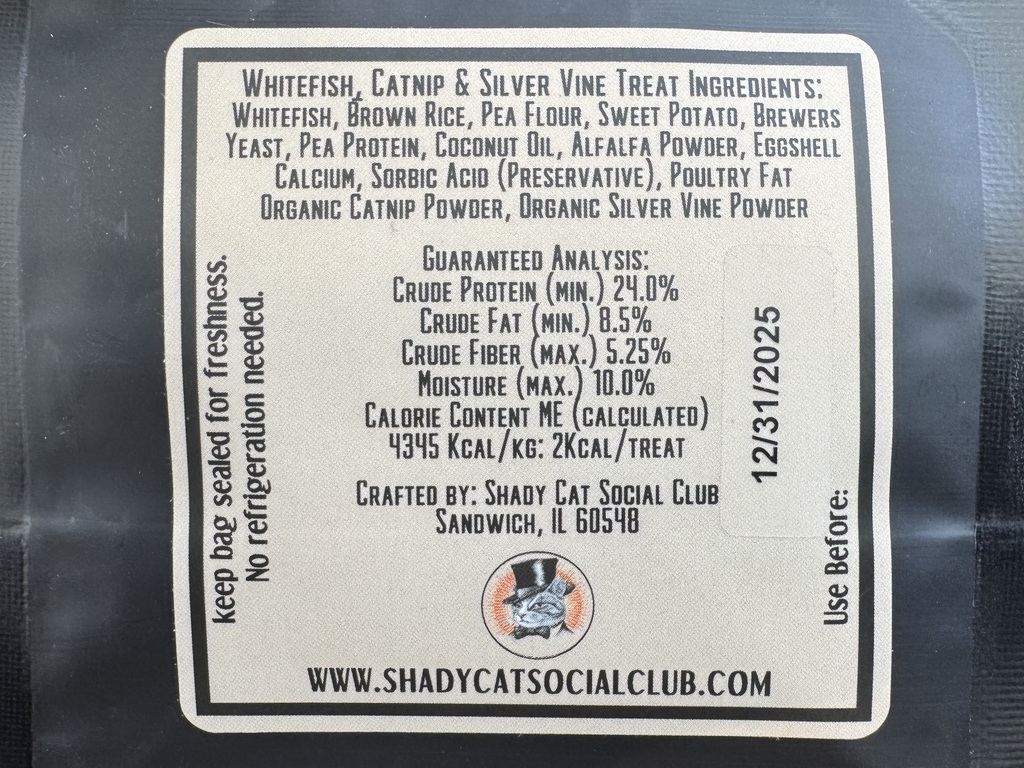 Whitefish, Catnip & Silver Vine Treat Ingredients:
Whitefish, Brown Rice, Pea Flour, Sweet Potato, Brewers
Yeast, Pea Protein, Coconut Oil, Alfalfa Powder, Eggshell
Calcium, Sorbic Acid (Preservative), Poultry Fat
Organic Catnip Powder, Organic Silver Vine Powder
Guaranteed Analysis:
Crude Protein (min.) 24.0%
Crude Fat (min.) 8.5%
Crude Fiber (max.) 5.25%
Moisture (max.) 10.0%
Calorie Content ME (calculated)
4345 Kcal/kg: 2Kcal/treat
Crafted by: Shady Cat Social Club
Sandwich, IL 60548
www.shadycatsocialclub.com
keep bag sealed for freshness.
No refrigeration needed.
Use Before:
12/31/2025